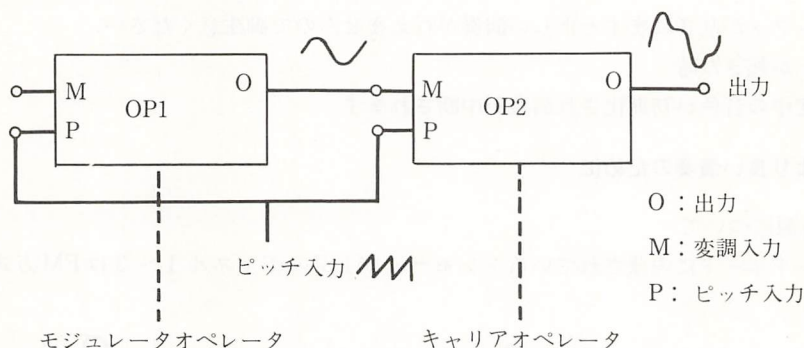 M
P
OP1
O
M
P
OP2
O
出力
ピッチ入力
O：出力
M：変調入力
P：ピッチ入力
モジュレータオペレータ
キャリアオペレータ